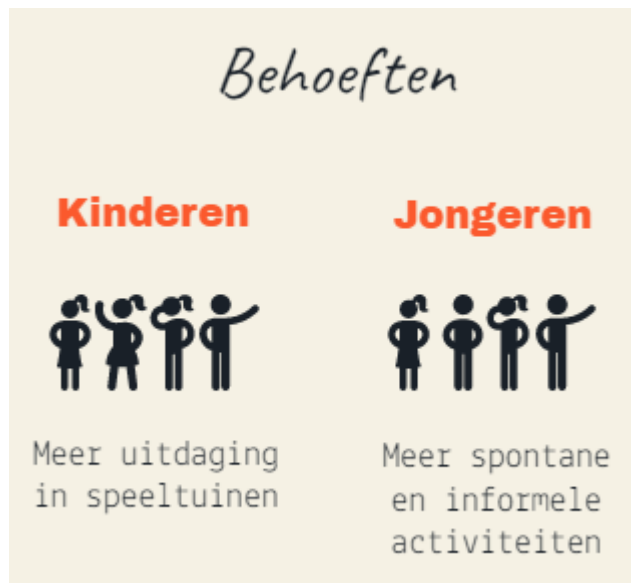 Behoeften
Kinderen
Meer uitdaging
in speeltuinen
Jongeren
Meer spontane
en informele
activiteiten